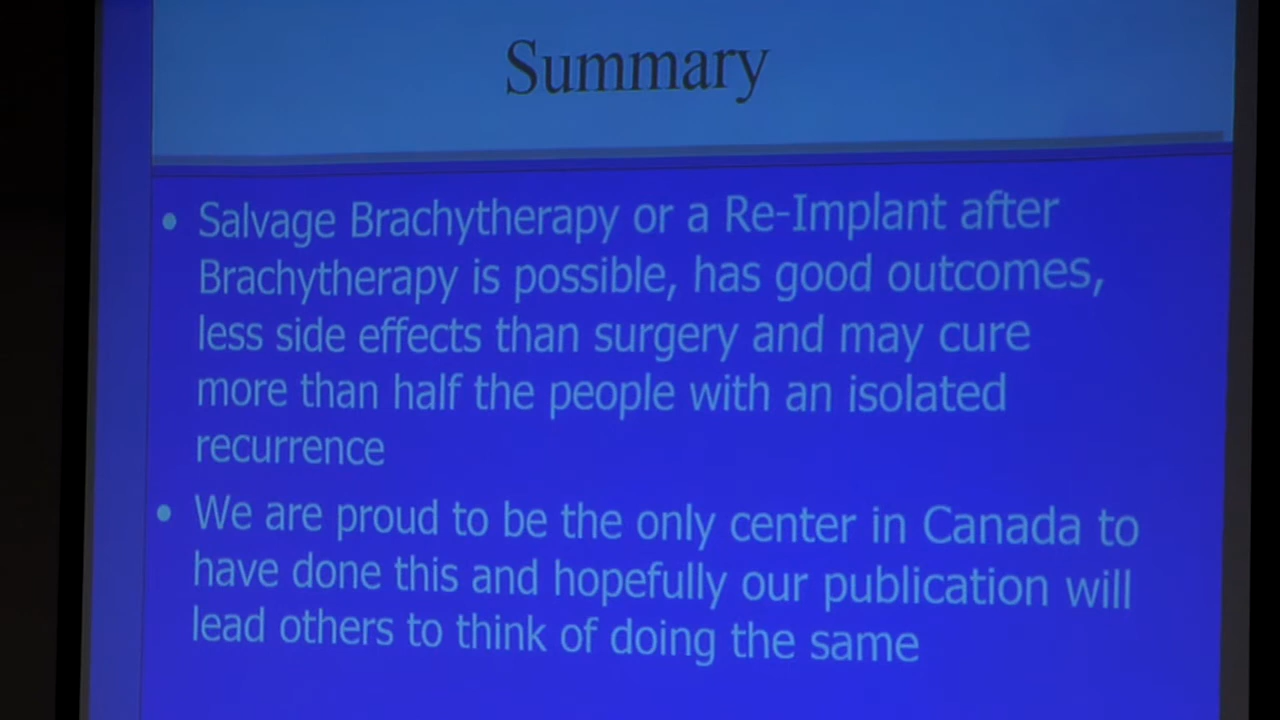 Summary
• Salvage Brachytherapy or a Re-Implant after
Brachytherapy is possible, has good outcomes,
less side effects than surgery and may cure
more than half the people with an isolated
recurrence
• We are proud to be the only center in Canada to
have done this and hopefully our publication will
lead others to think of doing the same